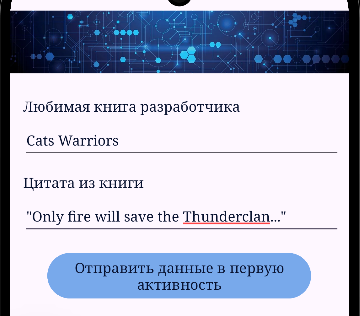 Любимая книга разработчика
Cats Warriors
Цитата из книги
"Only fire will save the Thunderclan..."
Отправить данные в первую
активность